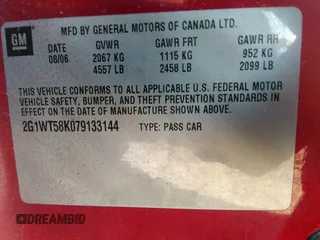 GM
MFD BY GENERAL MOTORS OF CANADA LTD.
08/06
GVWR
GAWR FRT
GAWR RR
2067 KG
1115 KG
952 KG
4557 LB
2458 LB
2099 LB
THIS VEHICLE CONFORMS TO ALL APPLICABLE U.S. FEDERAL MOTOR
VEHICLE SAFETY, BUMPER, AND THEFT PREVENTION STANDARDS IN
EFFECT ON THE DATE OF MANUFACTURE SHOWN ABOVE.
2G1WT58K079133144
TYPE: PASS CAR
DREAMBID